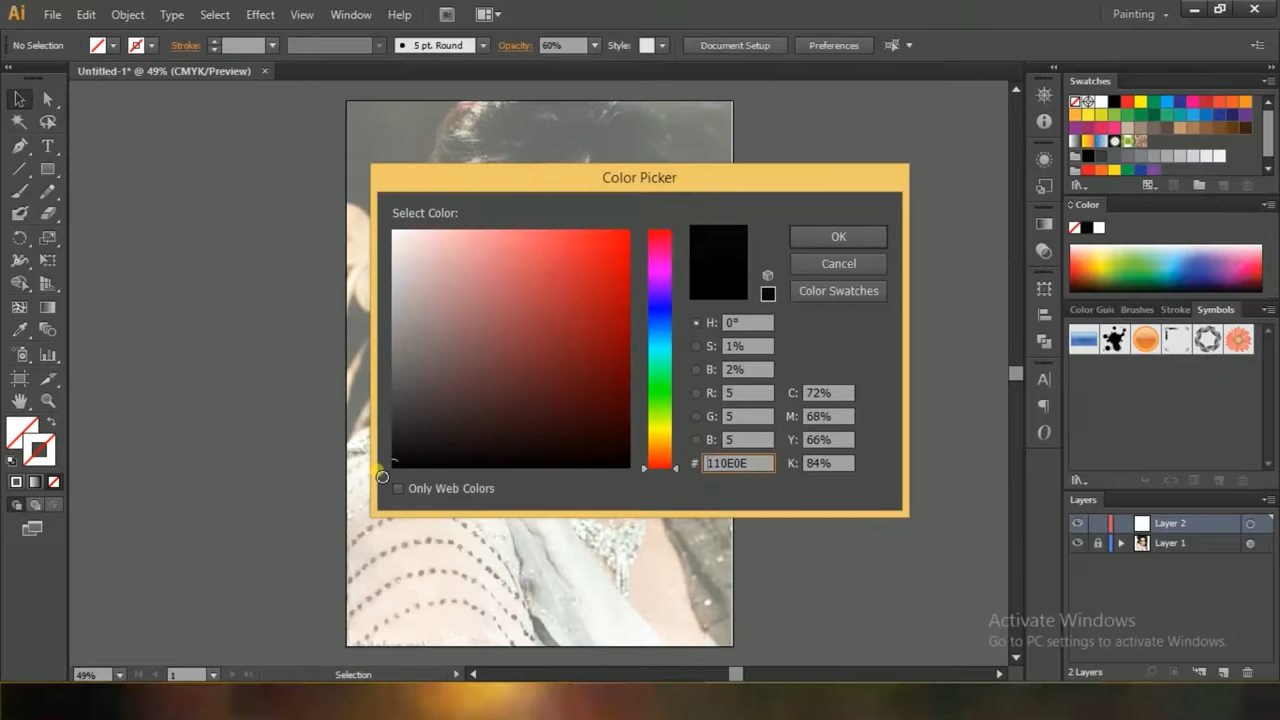 Ai File Edit Object Type Select Effect View Window Help Br Painting
No Selection Stroke: 5 pt. Round Opacity: 60% Style: Document Setup Preferences
Untitled-1* @ 49% (CMYK/Preview) ×
Swatches
Color
Color Gui Brushes Stroke Symbols
Color Picker
Select Color:
OK
Cancel
Color Swatches
H: 0°
S: 1%
B: 2%
R: 5 C: 72%
G: 5 M: 68%
B: 5 Y: 66%
# 110E0E K: 84%
Only Web Colors
Layers
Layer 2
Layer 1
Activate Windows
Go to PC settings to activate Windows.
49% 1 Selection 2 Layers